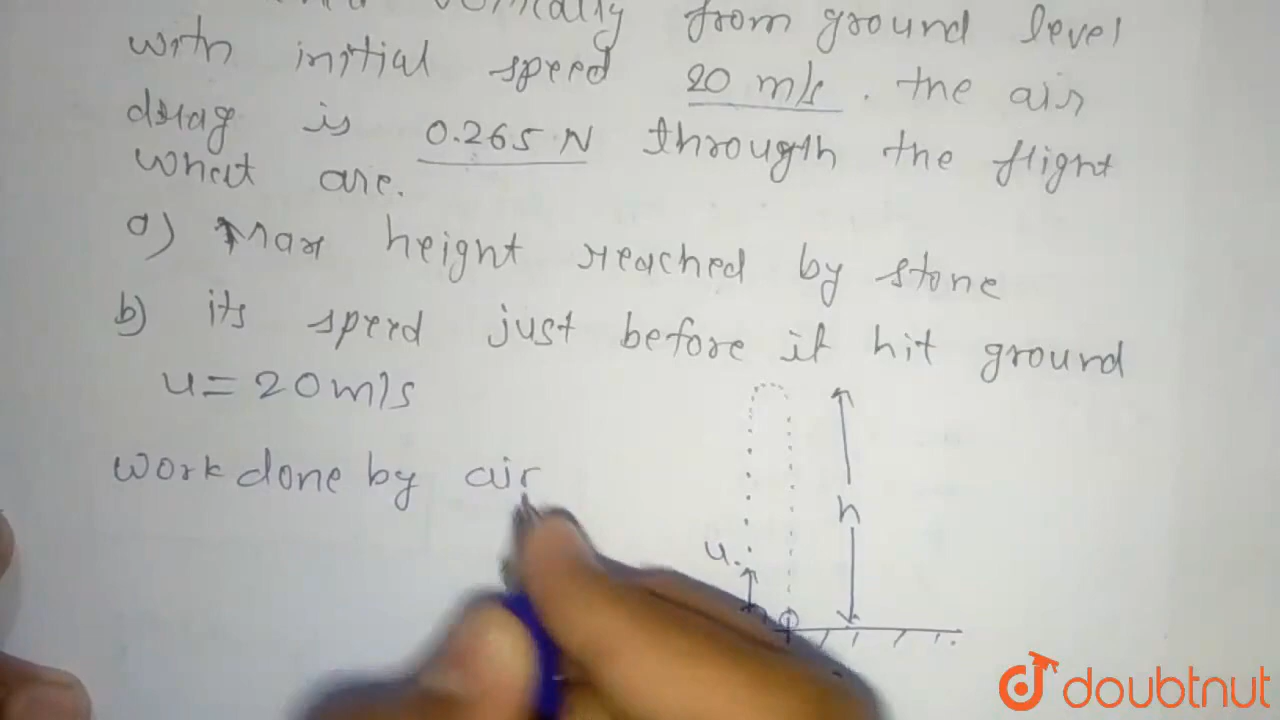 from ground level
with initial speed 20 m/s. the air
drag is 0.265 N through the flight
what are.
a) Max height reached by stone
b) its speed just before it hit ground
u = 20 m/s
work done by air
h
u
doubtnut